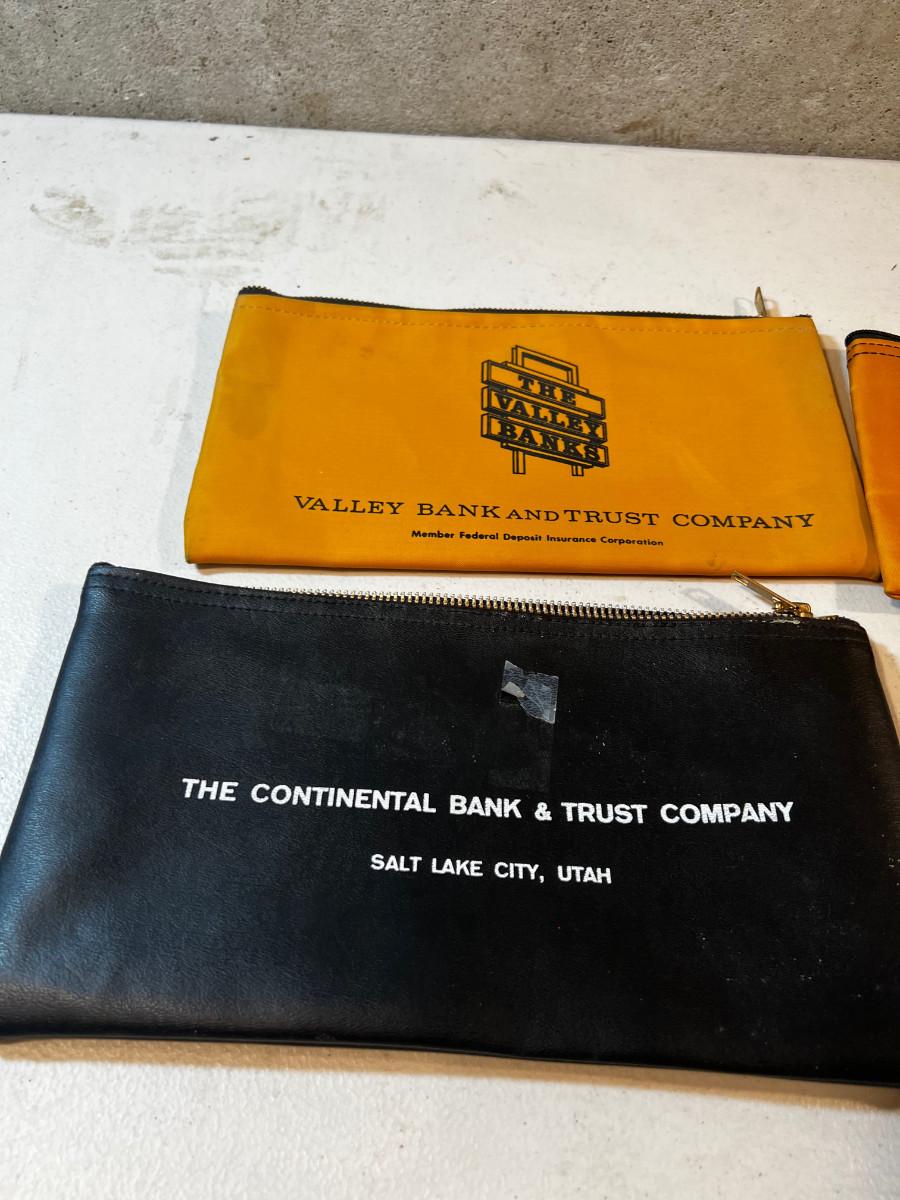 THE
VALLEY
BANKS
VALLEY BANK AND TRUST COMPANY
Member Federal Deposit Insurance Corporation
THE CONTINENTAL BANK & TRUST COMPANY
SALT LAKE CITY, UTAH